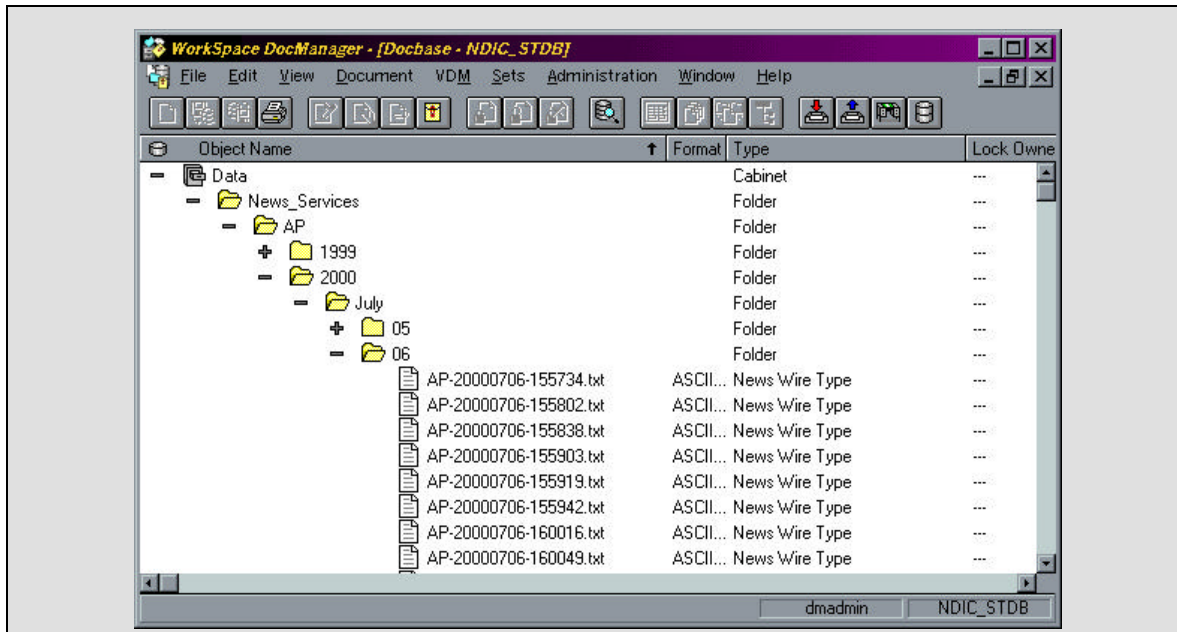 WorkSpace DocManager - [Docbase - NDIC_STDB]
File Edit View Document VDM Sets Administration Window Help
Object Name Format Type Lock Owne
Data Cabinet ---
News_Services Folder ---
AP Folder ---
1999 Folder ---
2000 Folder ---
July Folder ---
05 Folder ---
06 Folder ---
AP-20000706-155734.txt ASCII... News Wire Type ---
AP-20000706-155802.txt ASCII... News Wire Type ---
AP-20000706-155838.txt ASCII... News Wire Type ---
AP-20000706-155903.txt ASCII... News Wire Type ---
AP-20000706-155919.txt ASCII... News Wire Type ---
AP-20000706-155942.txt ASCII... News Wire Type ---
AP-20000706-160016.txt ASCII... News Wire Type ---
AP-20000706-160049.txt ASCII... News Wire Type ---
dmadmin NDIC_STDB